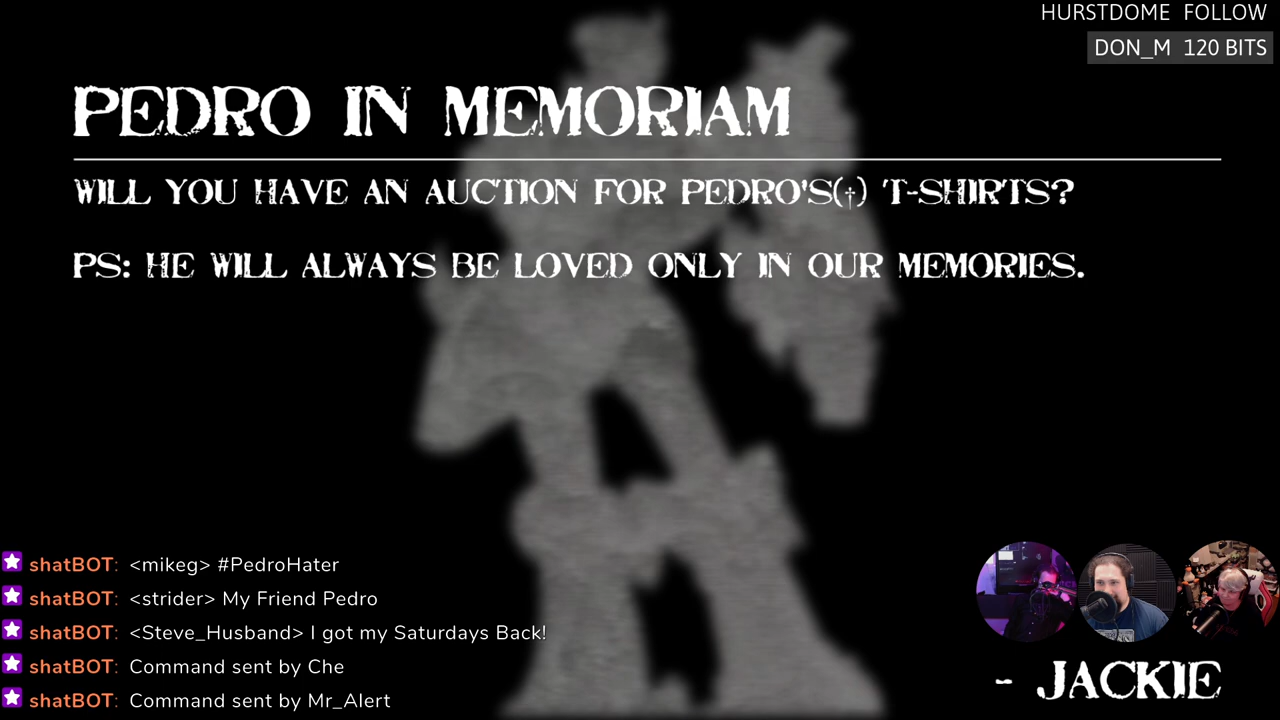 HURSTDOME FOLLOW
DON_M 120 BITS
PEDRO IN MEMORIAM
WILL YOU HAVE AN AUCTION FOR PEDRO'S(†) T-SHIRTS?
PS: HE WILL ALWAYS BE LOVED ONLY IN OUR MEMORIES.
shatBOT: <mikeg> #PedroHater
shatBOT: <strider> My Friend Pedro
shatBOT: <Steve_Husband> I got my Saturdays Back!
shatBOT: Command sent by Che
shatBOT: Command sent by Mr_Alert
- JACKIE